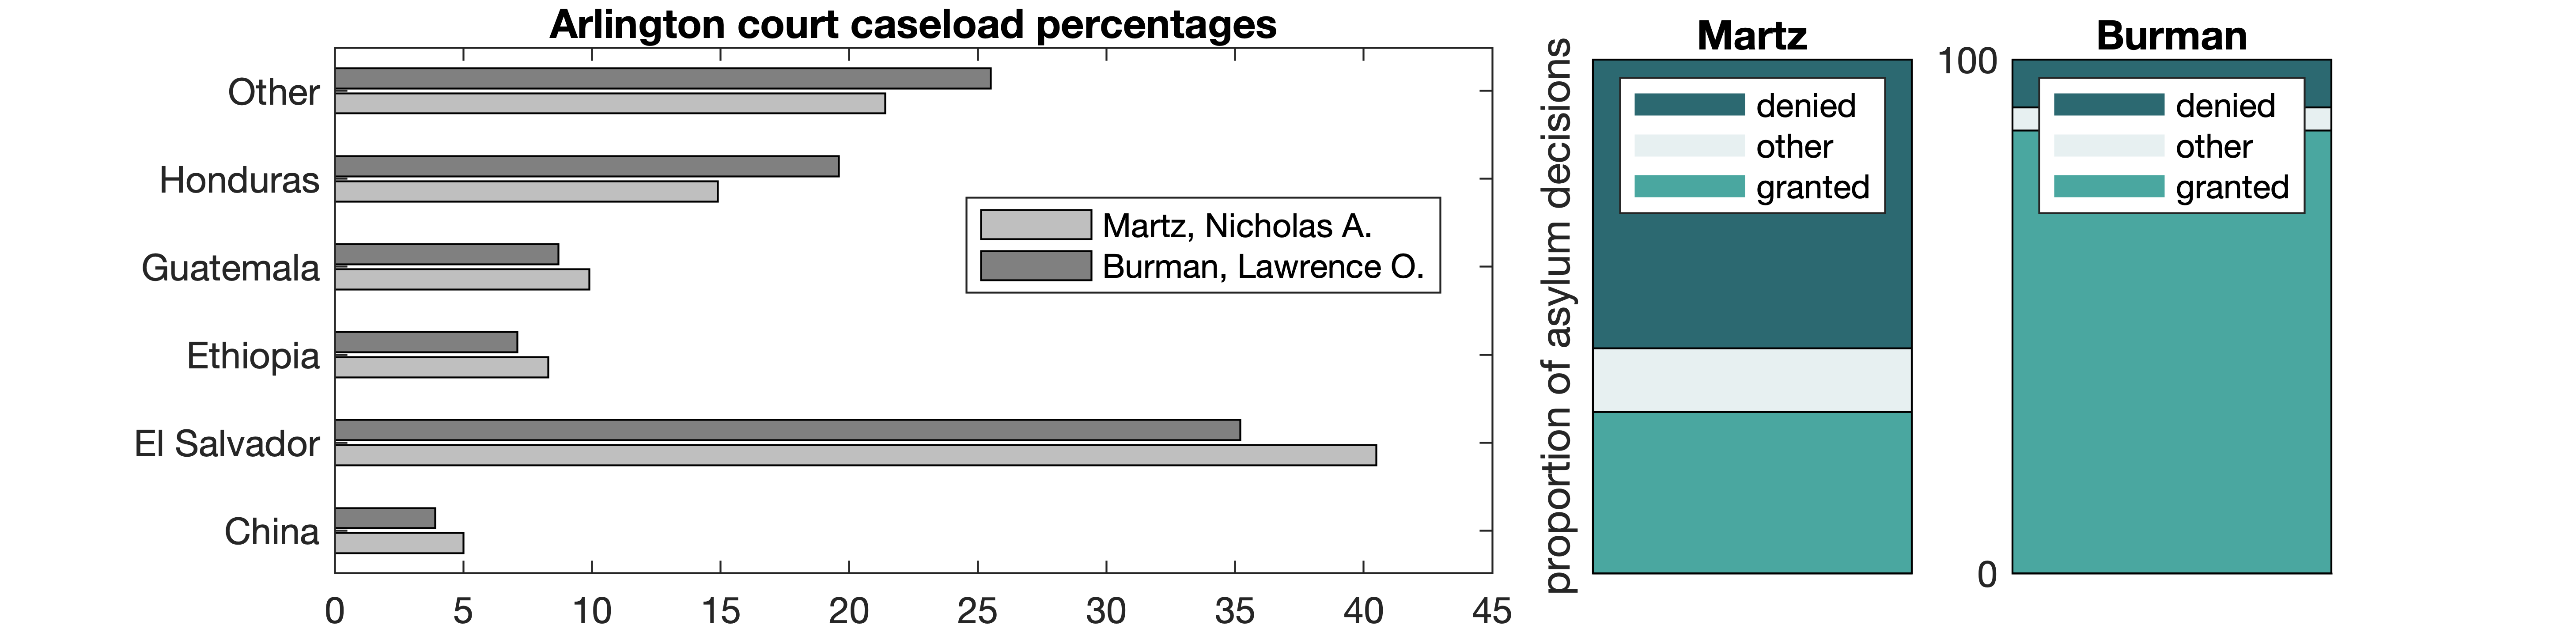 Arlington court caseload percentages
Other
Honduras
Guatemala
Ethiopia
El Salvador
China
0 5 10 15 20 25 30 35 40 45
Martz, Nicholas A.
Burman, Lawrence O.
proportion of asylum decisions
Martz
denied
other
granted
Burman
100
0
denied
other
granted